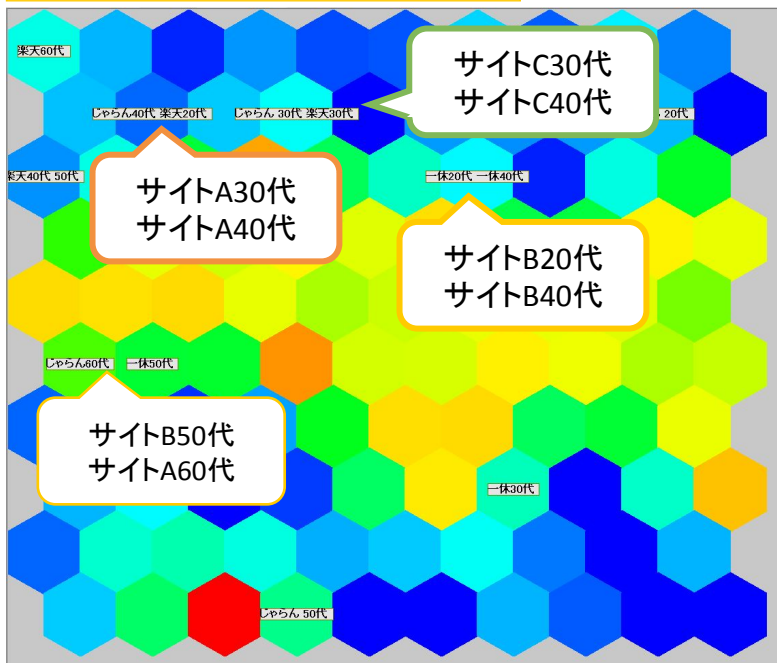 楽天60代
サイトC30代
サイトC40代
じゃらん40代 楽天20代
じゃらん 30代 楽天30代
20代
楽天40代 50代
サイトA30代
サイトA40代
一休20代 一休40代
サイトB20代
サイトB40代
じゃらん60代
一休50代
サイトB50代
サイトA60代
一休30代
じゃらん 50代